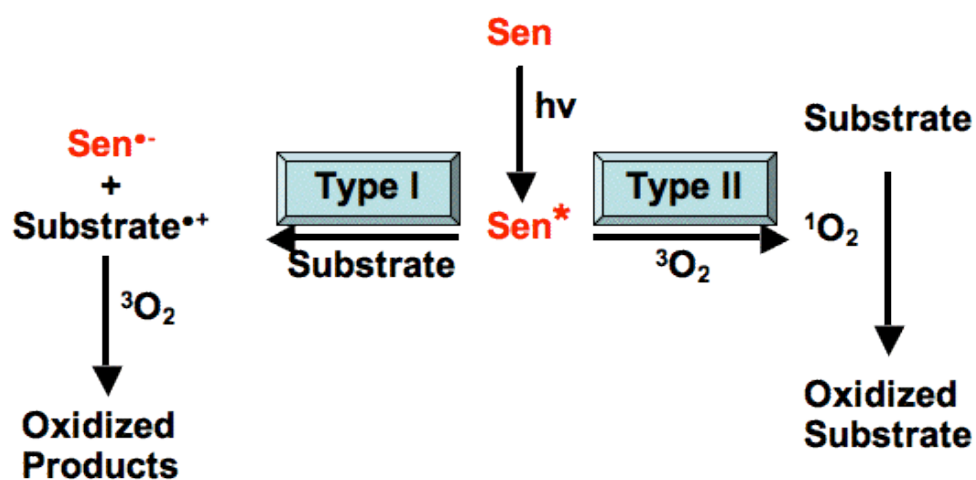 Sen
hν
Substrate
Sen•-
+
Substrate•+
Type I
Type II
Sen*
Substrate
³O₂
¹O₂
³O₂
Oxidized
Products
Oxidized
Substrate